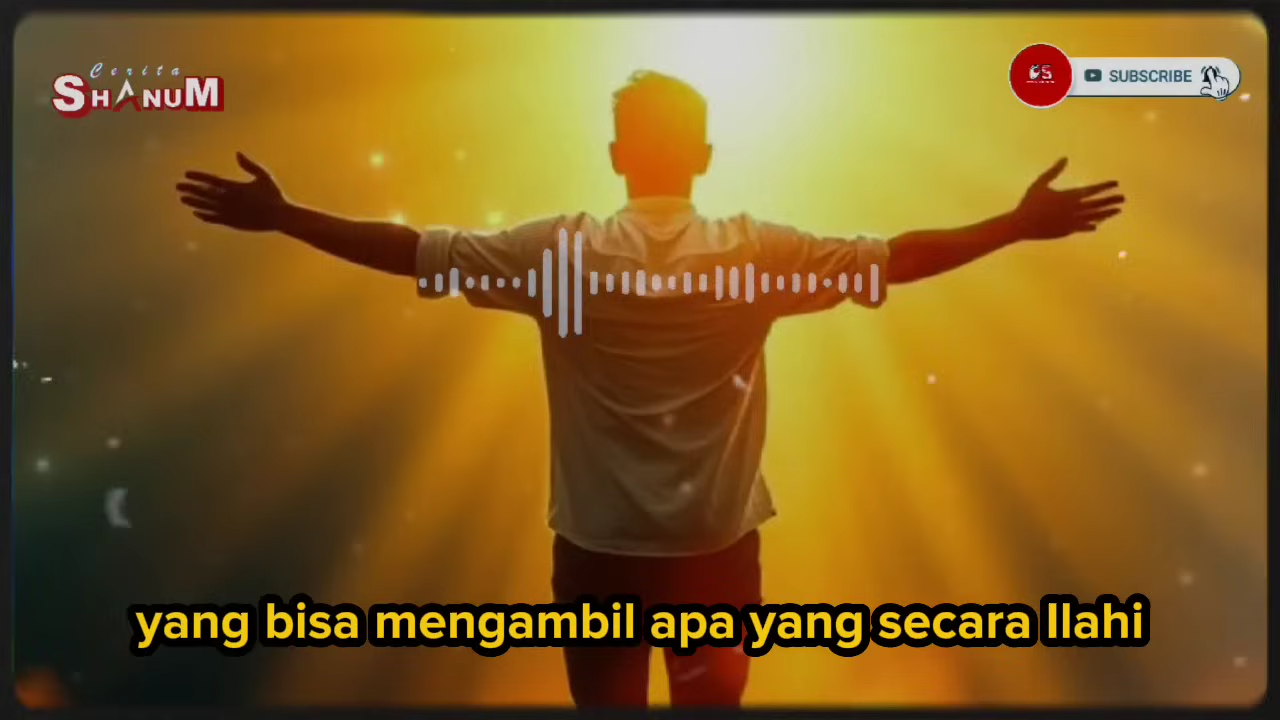 Cerita
SHANUM
SUBSCRIBE
yang bisa mengambil apa yang secara Ilahi